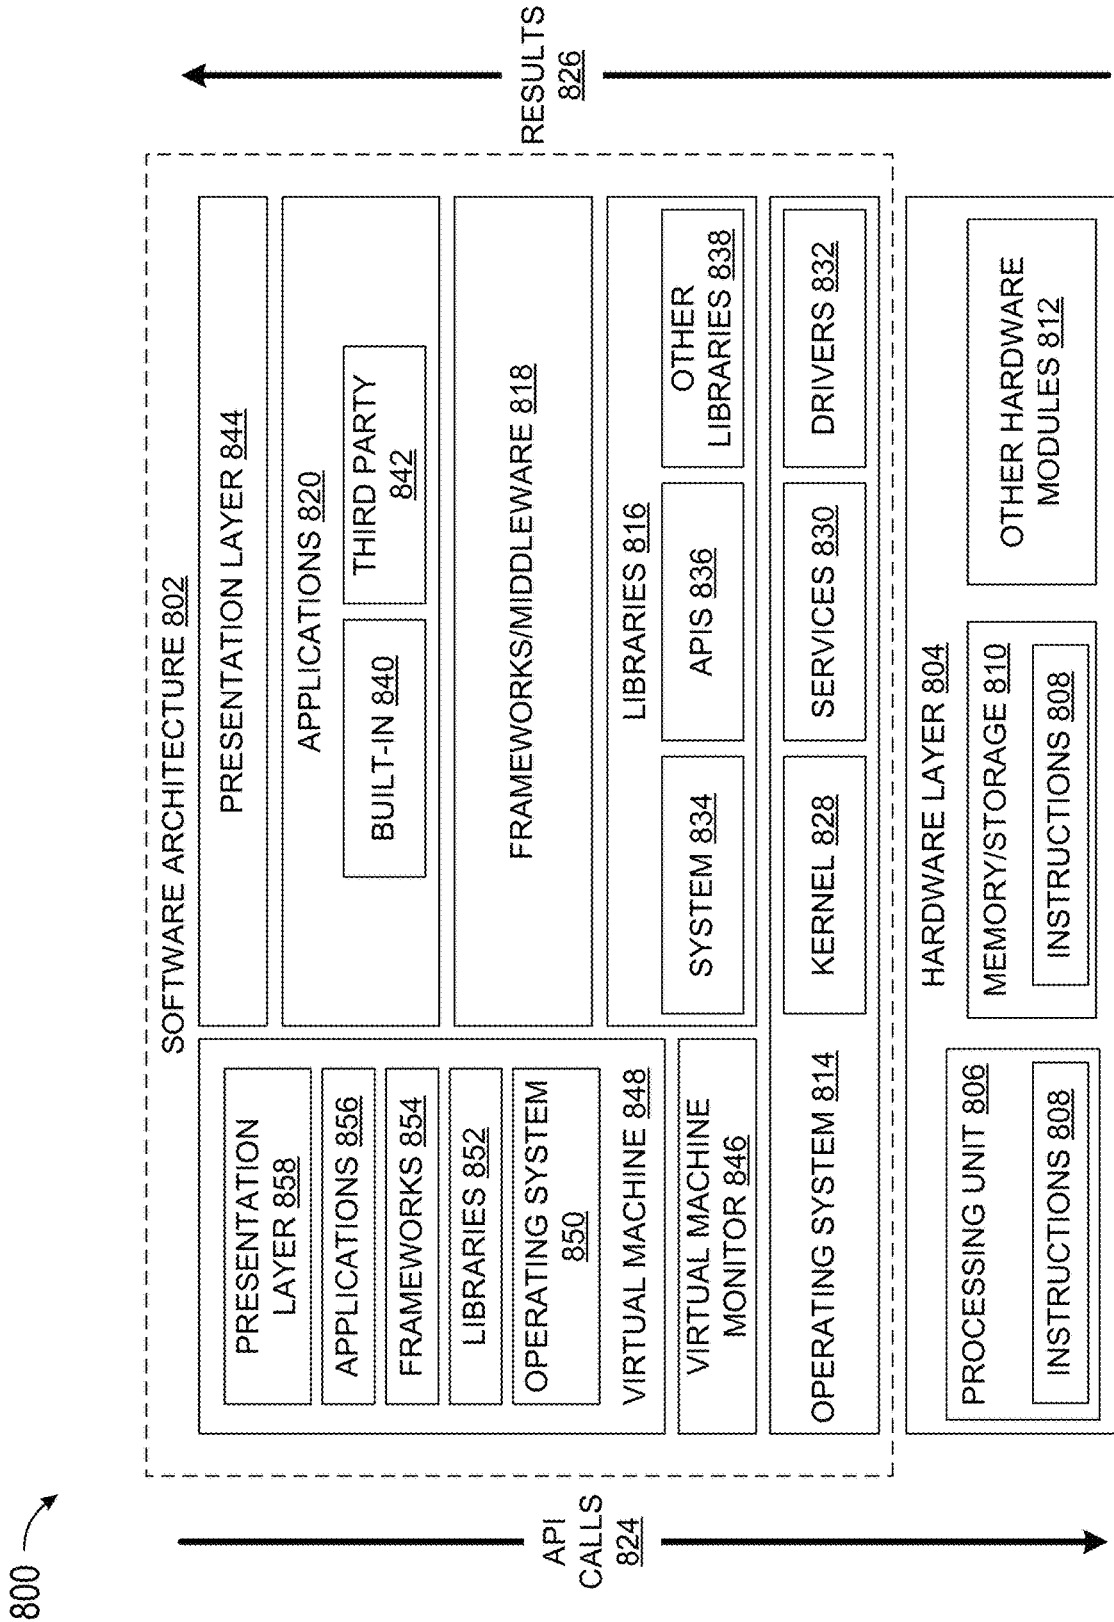 800
SOFTWARE ARCHITECTURE 802
PRESENTATION
LAYER 858
APPLICATIONS 856
FRAMEWORKS 854
LIBRARIES 852
OPERATING SYSTEM
850
VIRTUAL MACHINE 848
VIRTUAL MACHINE
MONITOR 846
PRESENTATION LAYER 844
APPLICATIONS 820
BUILT-IN 840
THIRD PARTY
842
FRAMEWORKS/MIDDLEWARE 818
LIBRARIES 816
SYSTEM 834
APIS 836
OTHER
LIBRARIES 838
OPERATING SYSTEM 814
KERNEL 828
SERVICES 830
DRIVERS 832
HARDWARE LAYER 804
PROCESSING UNIT 806
INSTRUCTIONS 808
MEMORY/STORAGE 810
INSTRUCTIONS 808
OTHER HARDWARE
MODULES 812
API
CALLS
824
RESULTS
826